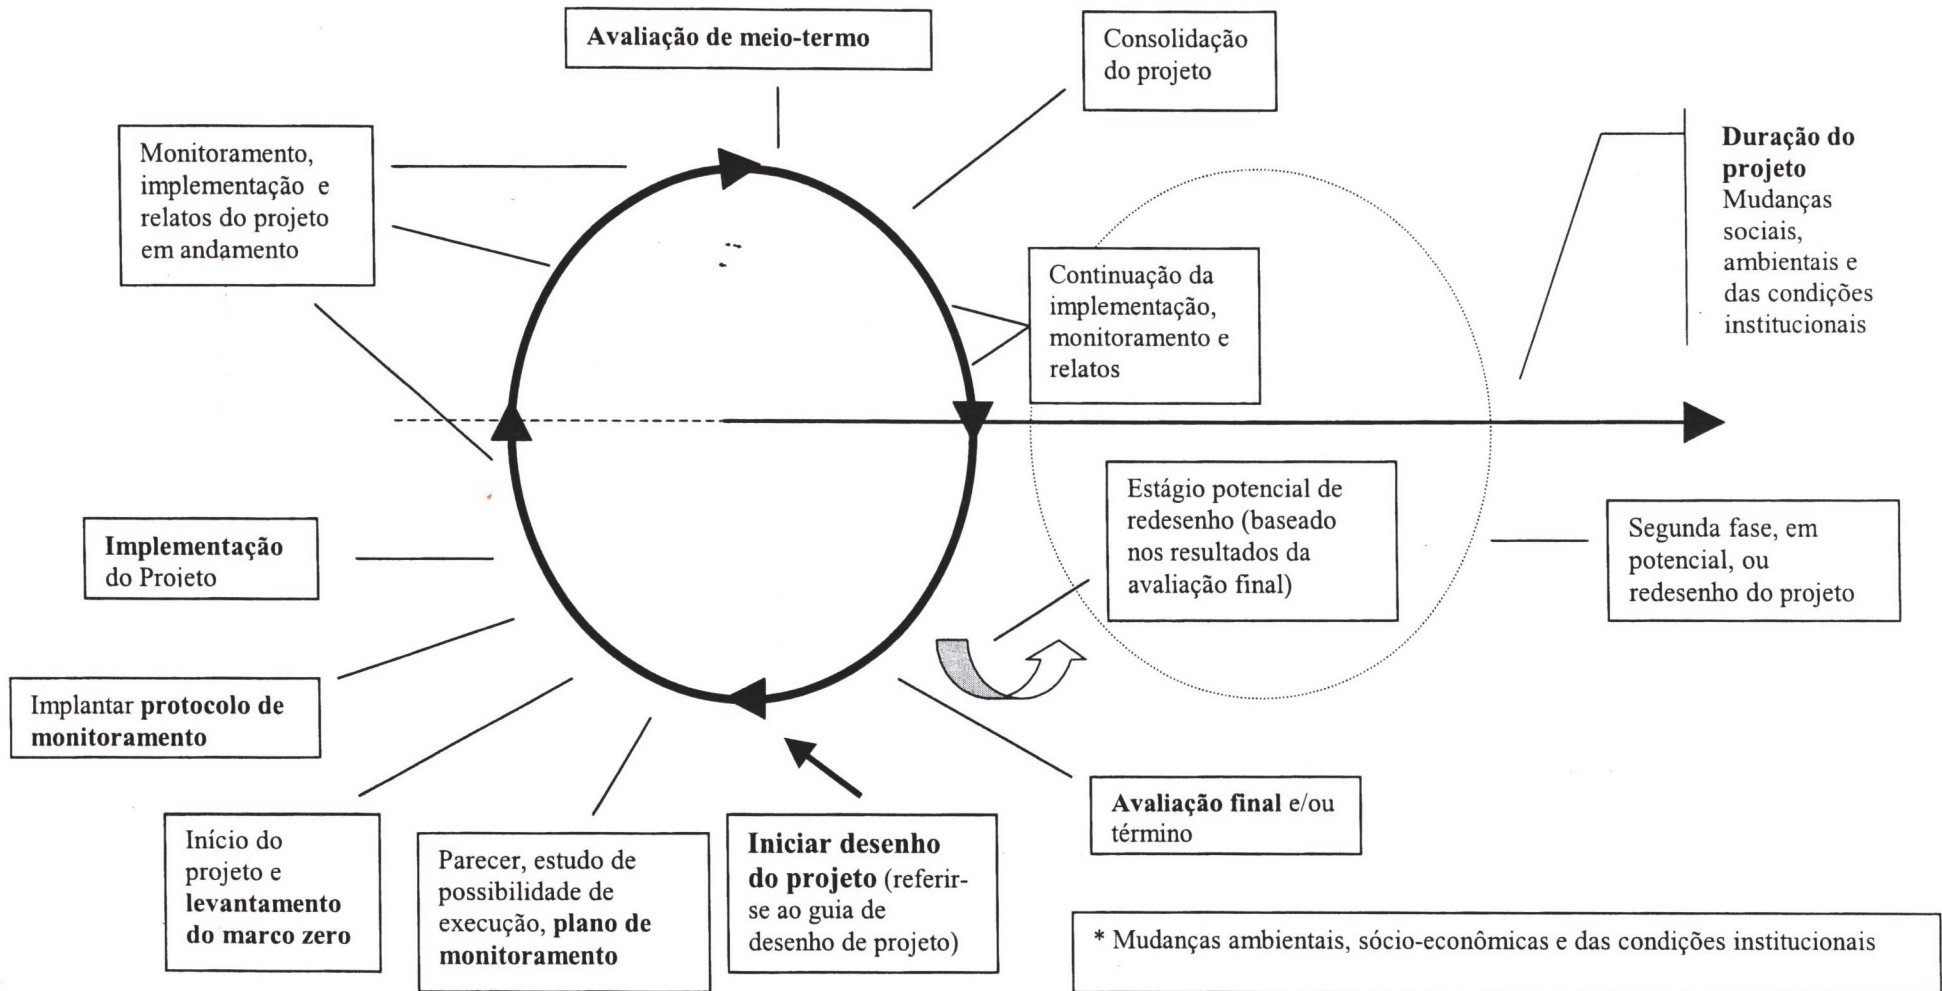 Avaliação de meio-termo
Consolidação
do projeto
Monitoramento,
implementação e
relatos do projeto
em andamento
Duração do
projeto
Mudanças
sociais,
ambientais e
das condições
institucionais
Continuação da
implementação,
monitoramento e
relatos
Estágio potencial de
redesenho (baseado
nos resultados da
avaliação final)
Segunda fase, em
potencial, ou
redesenho do projeto
Implementação
do Projeto
Implantar protocolo de
monitoramento
Início do
projeto e
levantamento
do marco zero
Parecer, estudo de
possibilidade de
execução, plano de
monitoramento
Iniciar desenho
do projeto (referir-
se ao guia de
desenho de projeto)
Avaliação final e/ou
término
* Mudanças ambientais, sócio-econômicas e das condições institucionais